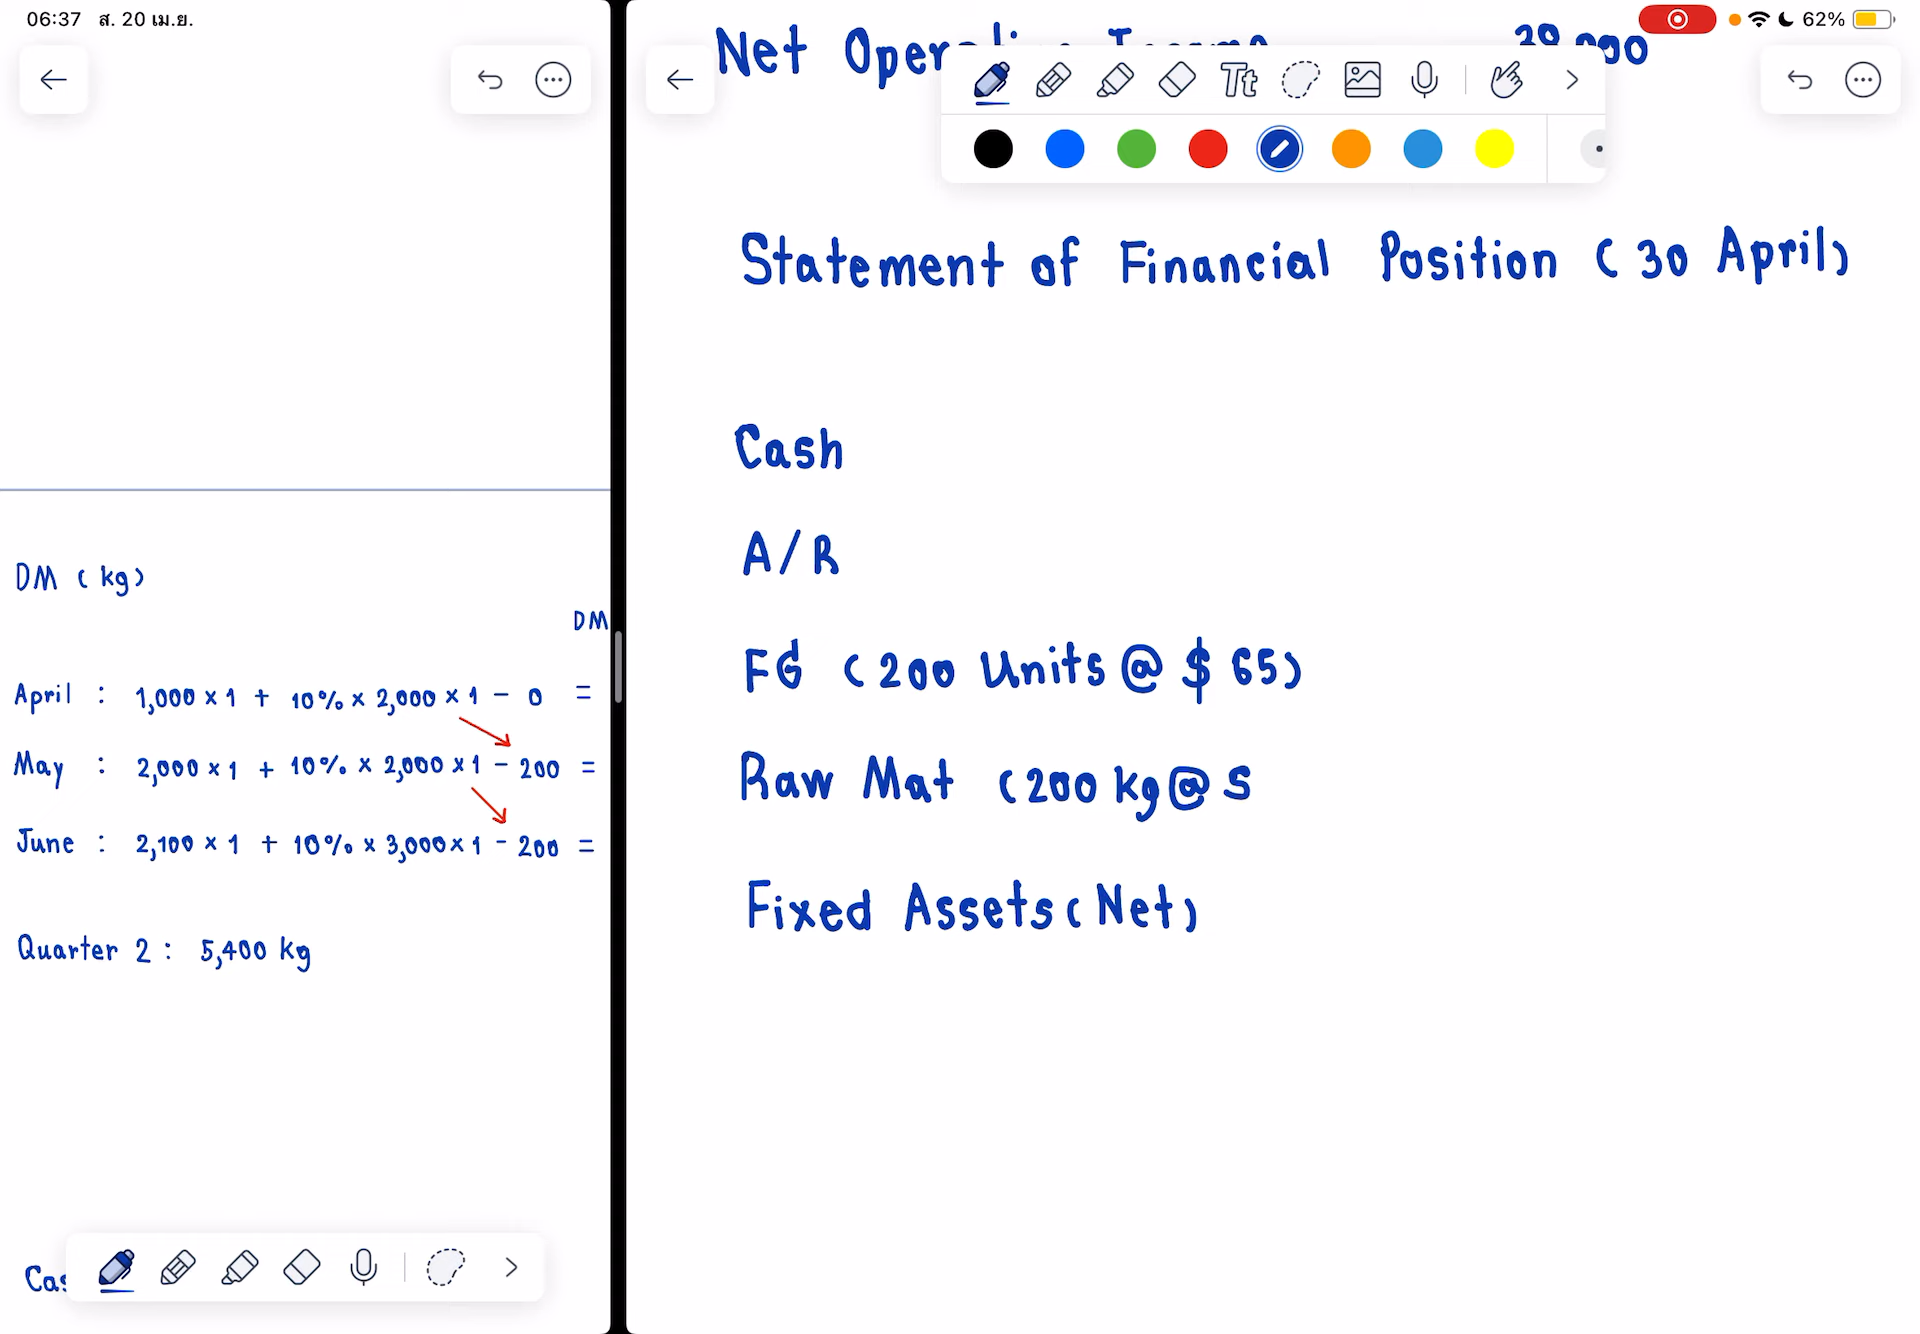 06:37 ส. 20 เม.ย.
62%
DM (kg)
DM
April : 1,000 × 1 + 10% × 2,000 × 1 - 0 =
May : 2,000 × 1 + 10% × 2,000 × 1 - 200 =
June : 2,100 × 1 + 10% × 3,000 × 1 - 200 =
Quarter 2 : 5,400 kg
Net
Tt
Statement of Financial Position (30 April)
Cash
A/R
FG (200 Units @ $ 65)
Raw Mat (200 kg @ S
Fixed Assets (Net)